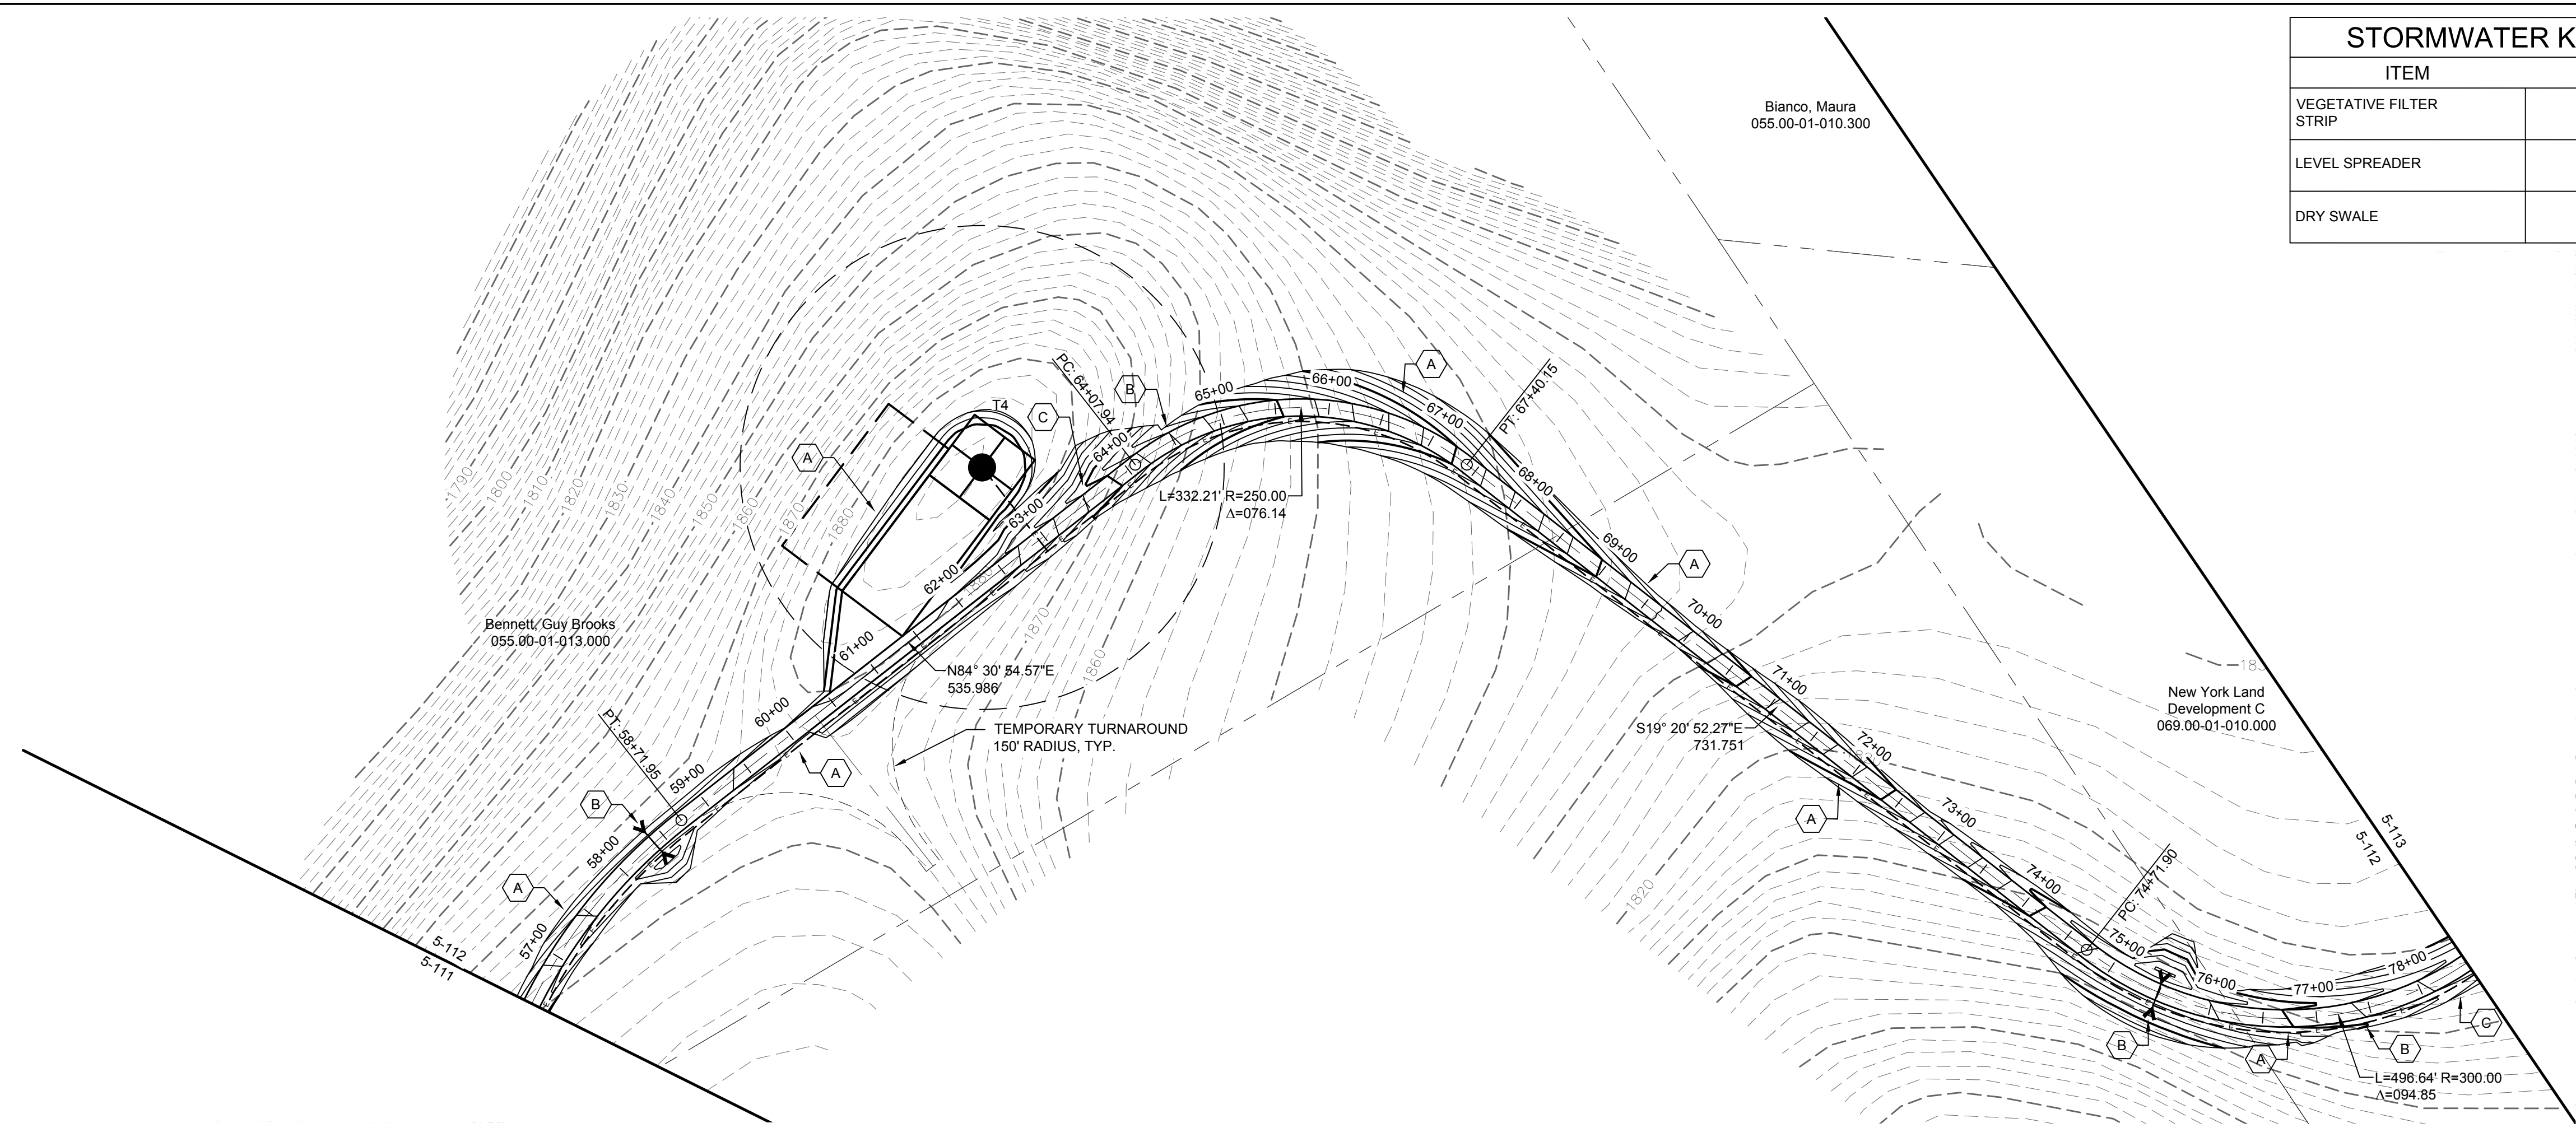 STORMWATER K
ITEM
VEGETATIVE FILTER
STRIP
LEVEL SPREADER
DRY SWALE
Bianco, Maura
055.00-01-010.300
Bennett, Guy Brooks
055.00-01-013.000
New York Land
Development C
069.00-01-010.000
T4
A
B
C
A
A
B
A
A
A
B
A
B
C
PC: 64+07.94
PT: 67+40.15
PT: 58+71.95
PC: 74+71.90
L=332.21' R=250.00
Δ=076.14
N84° 30' 54.57"E
535.986
TEMPORARY TURNAROUND
150' RADIUS, TYP.
S19° 20' 52.27"E
731.751
L=496.64' R=300.00
Δ=094.85
57+00
58+00
59+00
60+00
61+00
62+00
63+00
64+00
65+00
66+00
67+00
68+00
69+00
70+00
71+00
72+00
73+00
74+00
75+00
76+00
77+00
78+00
1790
1800
1810
1820
1830
1840
1850
1860
1870
1880
1880
1870
1860
1820
183
5-112
5-111
5-113
5-112